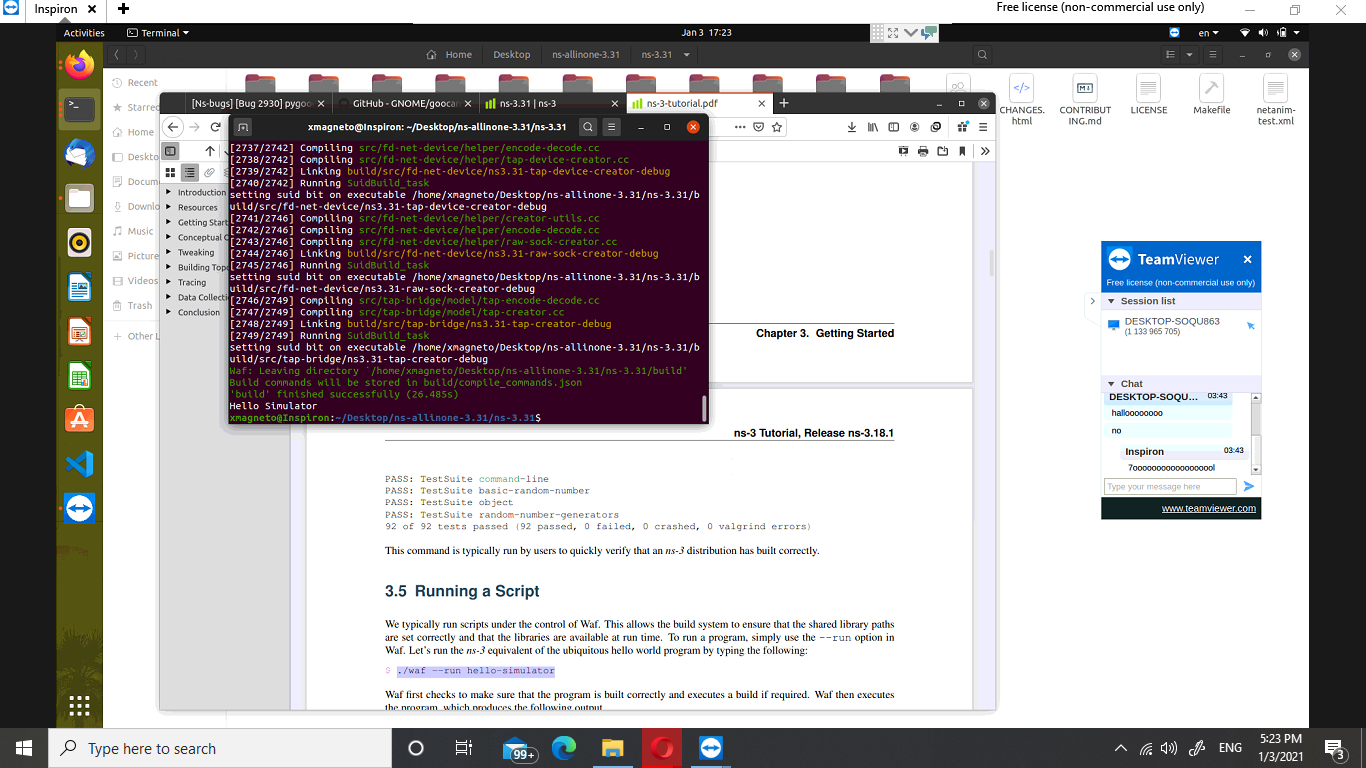 Inspiron
Free license (non-commercial use only)
Activities
Terminal
Jan 3 17:23
en
Home
Desktop
ns-allinone-3.31
ns-3.31
Recent
Starred
Home
Deskto
Docum
Downlo
Music
Picture
Videos
Trash
Other L
CHANGES.
html
CONTRIBUT
ING.md
LICENSE
Makefile
netanim-
test.xml
[Ns-bugs] [Bug 2930] pygoo
GitHub - GNOME/goocan
ns-3.31 | ns-3
ns-3-tutorial.pdf
xmagneto@Inspiron: ~/Desktop/ns-allinone-3.31/ns-3.31
Introduction
Resources
Getting Start
Conceptual O
Tweaking
Building Topo
Tracing
Data Collecti
Conclusion
[2737/2742] Compiling src/fd-net-device/helper/encode-decode.cc
[2738/2742] Compiling src/fd-net-device/helper/tap-device-creator.cc
[2739/2742] Linking build/src/fd-net-device/ns3.31-tap-device-creator-debug
[2740/2742] Running SuidBuild_task
setting suid bit on executable /home/xmagneto/Desktop/ns-allinone-3.31/ns-3.31/b
uild/src/fd-net-device/ns3.31-tap-device-creator-debug
[2741/2746] Compiling src/fd-net-device/helper/creator-utils.cc
[2742/2746] Compiling src/fd-net-device/helper/encode-decode.cc
[2743/2746] Compiling src/fd-net-device/helper/raw-sock-creator.cc
[2744/2746] Linking build/src/fd-net-device/ns3.31-raw-sock-creator-debug
[2745/2746] Running SuidBuild_task
setting suid bit on executable /home/xmagneto/Desktop/ns-allinone-3.31/ns-3.31/b
uild/src/fd-net-device/ns3.31-raw-sock-creator-debug
[2746/2749] Compiling src/tap-bridge/model/tap-encode-decode.cc
[2747/2749] Compiling src/tap-bridge/model/tap-creator.cc
[2748/2749] Linking build/src/tap-bridge/ns3.31-tap-creator-debug
[2749/2749] Running SuidBuild_task
setting suid bit on executable /home/xmagneto/Desktop/ns-allinone-3.31/ns-3.31/b
uild/src/tap-bridge/ns3.31-tap-creator-debug
Waf: Leaving directory `/home/xmagneto/Desktop/ns-allinone-3.31/ns-3.31/build'
Build commands will be stored in build/compile_commands.json
'build' finished successfully (26.485s)
Hello Simulator
xmagneto@Inspiron:~/Desktop/ns-allinone-3.31/ns-3.31$
Chapter 3. Getting Started
ns-3 Tutorial, Release ns-3.18.1
PASS: TestSuite command-line
PASS: TestSuite basic-random-number
PASS: TestSuite object
PASS: TestSuite random-number-generators
92 of 92 tests passed (92 passed, 0 failed, 0 crashed, 0 valgrind errors)
This command is typically run by users to quickly verify that an ns-3 distribution has built correctly.
3.5 Running a Script
We typically run scripts under the control of Waf. This allows the build system to ensure that the shared library paths
are set correctly and that the libraries are available at run time. To run a program, simply use the --run option in
Waf. Let's run the ns-3 equivalent of the ubiquitous hello world program by typing the following:
$ ./waf --run hello-simulator
Waf first checks to make sure that the program is built correctly and executes a build if required. Waf then executes
the program, which produces the following output.
TeamViewer
Free license (non-commercial use only)
Session list
DESKTOP-SOQU863
(1 133 965 705)
Chat
DESKTOP-SOQU... 03:43
halloooooooo
no
Inspiron 03:43
7ooooooooooooooooool
Type your message here
www.teamviewer.com
Type here to search
99+
ENG
5:23 PM
1/3/2021
3